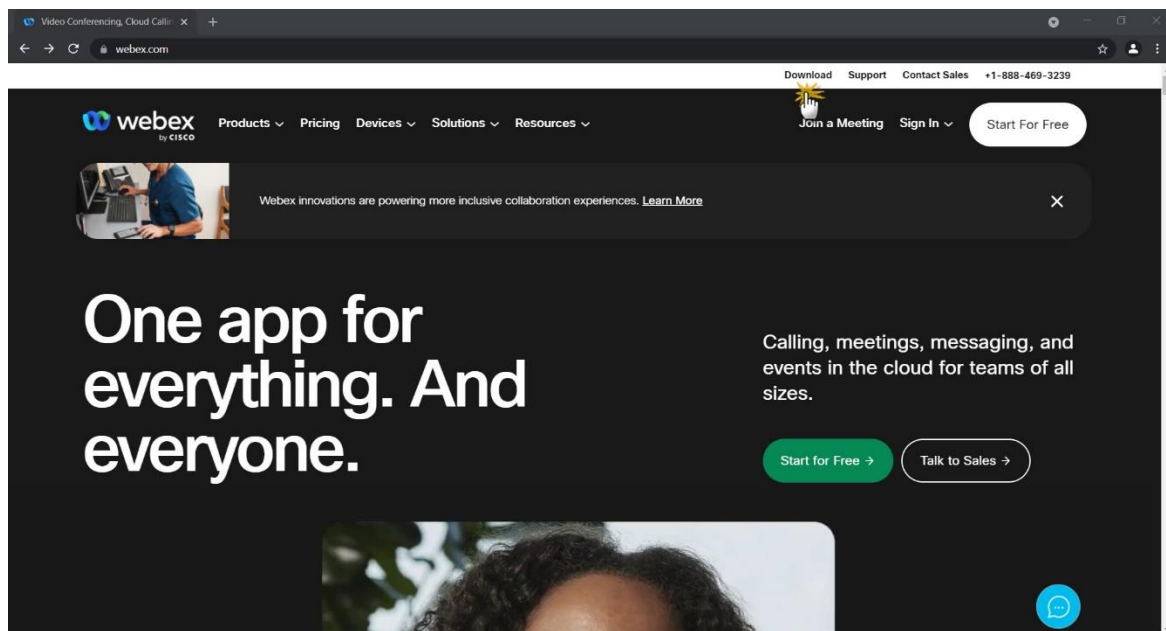 Video Conferencing, Cloud Callin
webex.com
Download Support Contact Sales +1-888-469-3239
webex by CISCO Products Pricing Devices Solutions Resources Join a Meeting Sign In Start For Free
Webex innovations are powering more inclusive collaboration experiences. Learn More
One app for
everything. And
everyone.
Calling, meetings, messaging, and
events in the cloud for teams of all
sizes.
Start for Free → Talk to Sales →